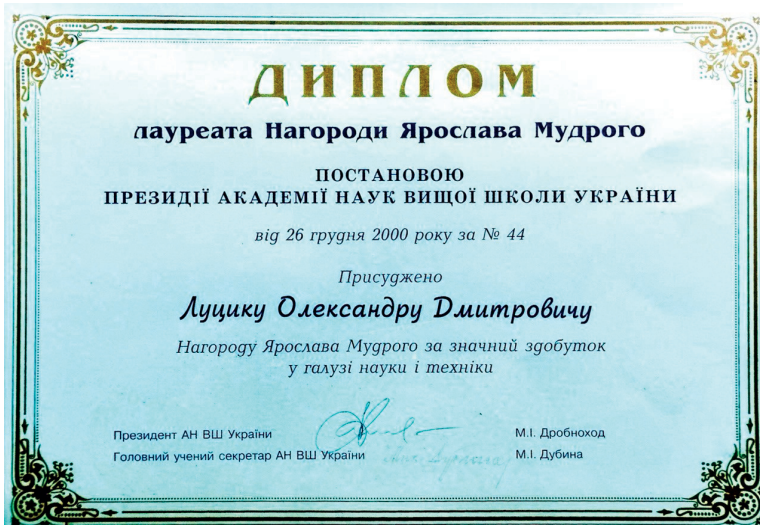 ДИПЛОМ
лауреата Нагороди Ярослава Мудрого
ПОСТАНОВОЮ
ПРЕЗИДІЇ АКАДЕМІЇ НАУК ВИЩОЇ ШКОЛИ УКРАЇНИ
від 26 грудня 2000 року за № 44
Присуджено
Луцику Олександру Дмитровичу
Нагороду Ярослава Мудрого за значний здобуток
у галузі науки і техніки
Президент АН ВШ України М.І. Дробноход
Головний учений секретар АН ВШ України М.І. Дубина